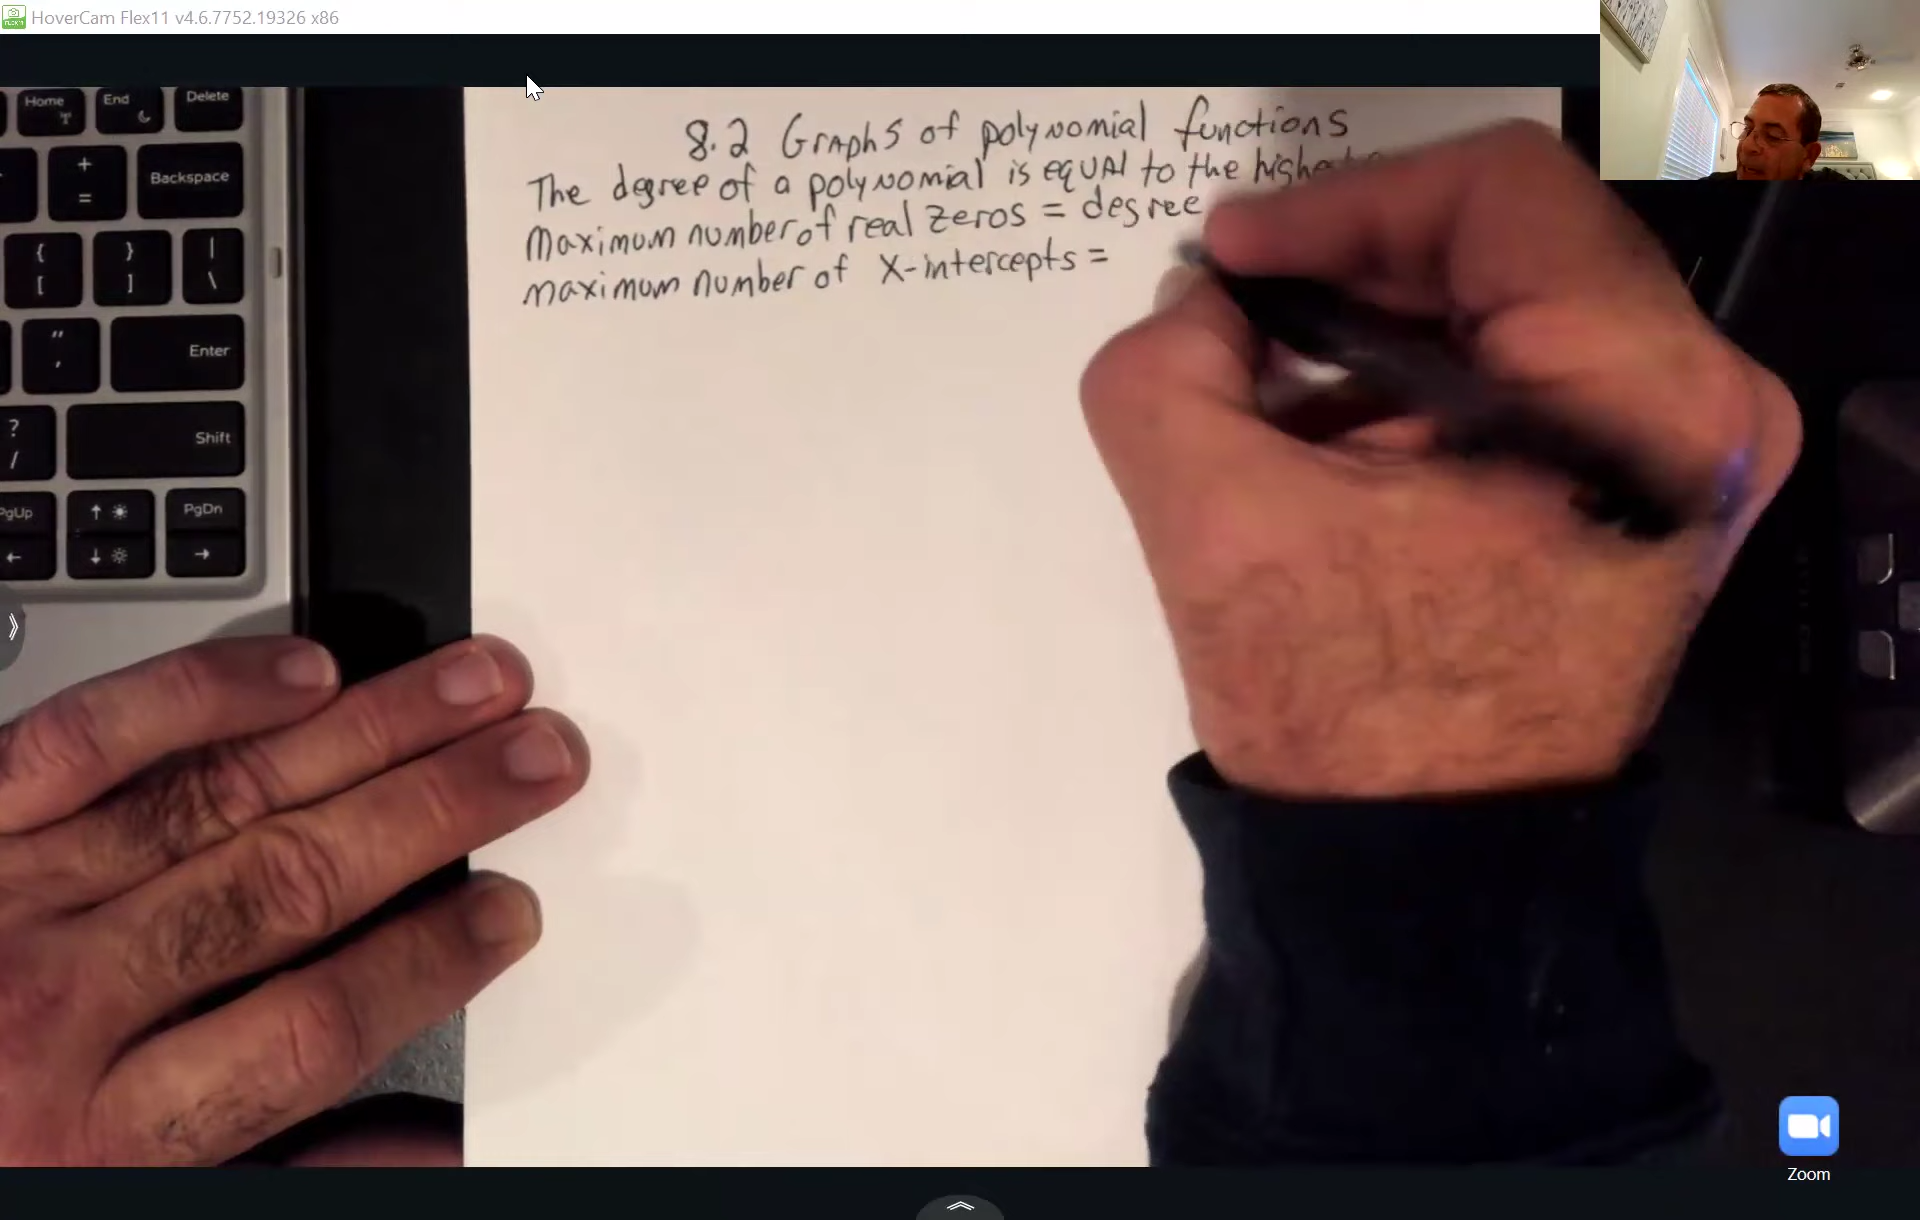 HoverCam Flex11 v4.6.7752.19326 x86
8.2 Graphs of polynomial functions
The degree of a polynomial is equal to the
Maximum number of real zeros = degree
maximum number of x-intercepts =
Home End Delete
+ =
Backspace
{ [ } ] | \
" ' Enter
? / Shift
PgUp ↑ PgDn
← ↓ →
Zoom